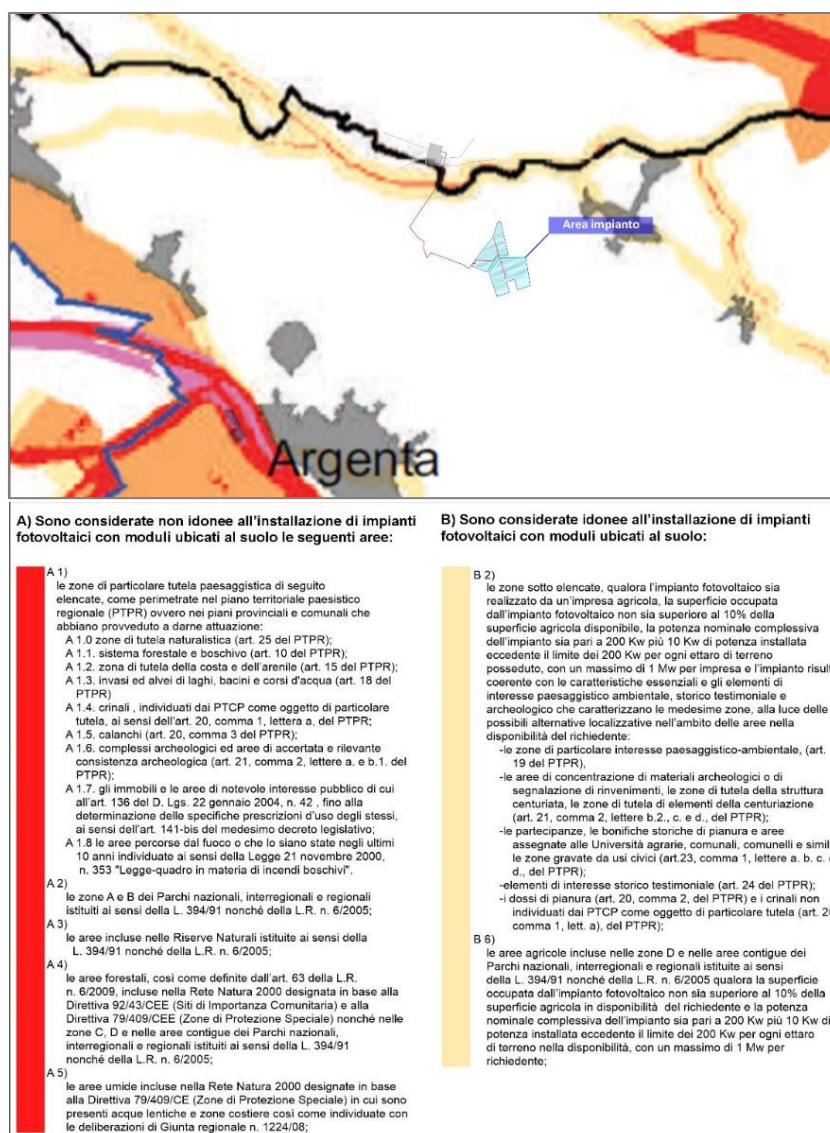 Area impianto
Argenta
A) Sono considerate non idonee all'installazione di impianti
fotovoltaici con moduli ubicati al suolo le seguenti aree:
A 1)
le zone di particolare tutela paesaggistica di seguito
elencate, come perimetrate nel piano territoriale paesistico
regionale (PTPR) ovvero nei piani provinciali e comunali che
abbiano provveduto a darne attuazione:
A 1.0 zone di tutela naturalistica (art. 25 del PTPR);
A 1.1. sistema forestale e boschivo (art. 10 del PTPR);
A 1.2. zona di tutela della costa e dell'arenile (art. 15 del PTPR);
A 1.3. invasi ed alvei di laghi, bacini e corsi d'acqua (art. 18 del
PTPR)
A 1.4. crinali , individuati dai PTCP come oggetto di particolare
tutela, ai sensi dell'art. 20, comma 1, lettera a, del PTPR;
A 1.5. calanchi (art. 20, comma 3 del PTPR);
A 1.6. complessi archeologici ed aree di accertata e rilevante
consistenza archeologica (art. 21, comma 2, lettere a. e b.1. del
PTPR);
A 1.7. gli immobili e le aree di notevole interesse pubblico di cui
all'art. 136 del D. Lgs. 22 gennaio 2004, n. 42 , fino alla
determinazione delle specifiche prescrizioni d'uso degli stessi,
ai sensi dell'art. 141-bis del medesimo decreto legislativo;
A 1.8 le aree percorse dal fuoco o che lo siano state negli ultimi
10 anni individuate ai sensi della Legge 21 novembre 2000,
n. 353 "Legge-quadro in materia di incendi boschivi".
A 2)
le zone A e B dei Parchi nazionali, interregionali e regionali
istituiti ai sensi della L. 394/91 nonché della L.R. n. 6/2005;
A 3)
le aree incluse nelle Riserve Naturali istituite ai sensi della
L. 394/91 nonché della L.R. n. 6/2005;
A 4)
le aree forestali, così come definite dall'art. 63 della L.R.
n. 6/2009, incluse nella Rete Natura 2000 designata in base alla
Direttiva 92/43/CEE (Siti di Importanza Comunitaria) e alla
Direttiva 79/409/CEE (Zone di Protezione Speciale) nonché nelle
zone C, D e nelle aree contigue dei Parchi nazionali,
interregionali e regionali istituiti ai sensi della L. 394/91
nonché della L.R. n. 6/2005;
A 5)
le aree umide incluse nella Rete Natura 2000 designate in base
alla Direttiva 79/409/CE (Zone di Protezione Speciale) in cui sono
presenti acque lentiche e zone costiere così come individuate con
le deliberazioni di Giunta regionale n. 1224/08;
B) Sono considerate idonee all'installazione di impianti
fotovoltaici con moduli ubicati al suolo:
B 2)
le zone sotto elencate, qualora l'impianto fotovoltaico sia
realizzato da un'impresa agricola, la superficie occupata
dall'impianto fotovoltaico non sia superiore al 10% della
superficie agricola disponibile, la potenza nominale complessiva
dell'impianto sia pari a 200 Kw più 10 Kw di potenza installata
eccedente il limite dei 200 Kw per ogni ettaro di terreno
posseduto, con un massimo di 1 Mw per impresa e l'impianto risult
coerente con le caratteristiche essenziali e gli elementi di
interesse paesaggistico ambientale, storico testimoniale e
archeologico che caratterizzano le medesime zone, alla luce delle
possibili alternative localizzative nell'ambito delle aree nella
disponibilità del richiedente:
-le zone di particolare interesse paesaggistico-ambientale, (art.
19 del PTPR),
-le aree di concentrazione di materiali archeologici o di
segnalazione di rinvenimenti, le zone di tutela della struttura
centuriata, le zone di tutela di elementi della centuriazione
(art. 21, comma 2, lettere b.2., c. e d., del PTPR);
-le partecipanze, le bonifiche storiche di pianura e aree
assegnate alle Università agrarie, comunali, comunelli e simil
le zone gravate da usi civici (art.23, comma 1, lettere a. b. c.
d., del PTPR);
-elementi di interesse storico testimoniale (art. 24 del PTPR);
-i dossi di pianura (art. 20, comma 2, del PTPR) e i crinali non
individuati dai PTCP come oggetto di particolare tutela (art. 2
comma 1, lett. a), del PTPR);
B 6)
le aree agricole incluse nelle zone D e nelle aree contigue dei
Parchi nazionali, interregionali e regionali istituite ai sensi
della L. 394/91 nonché della L.R. n. 6/2005 qualora la superficie
occupata dall'impianto fotovoltaico non sia superiore al 10% della
superficie agricola in disponibilità del richiedente e la potenza
nominale complessiva dell'impianto sia pari a 200 Kw più 10 Kw di
potenza installata eccedente il limite dei 200 Kw per ogni ettaro
di terreno nella disponibilità, con un massimo di 1 Mw per
richiedente;